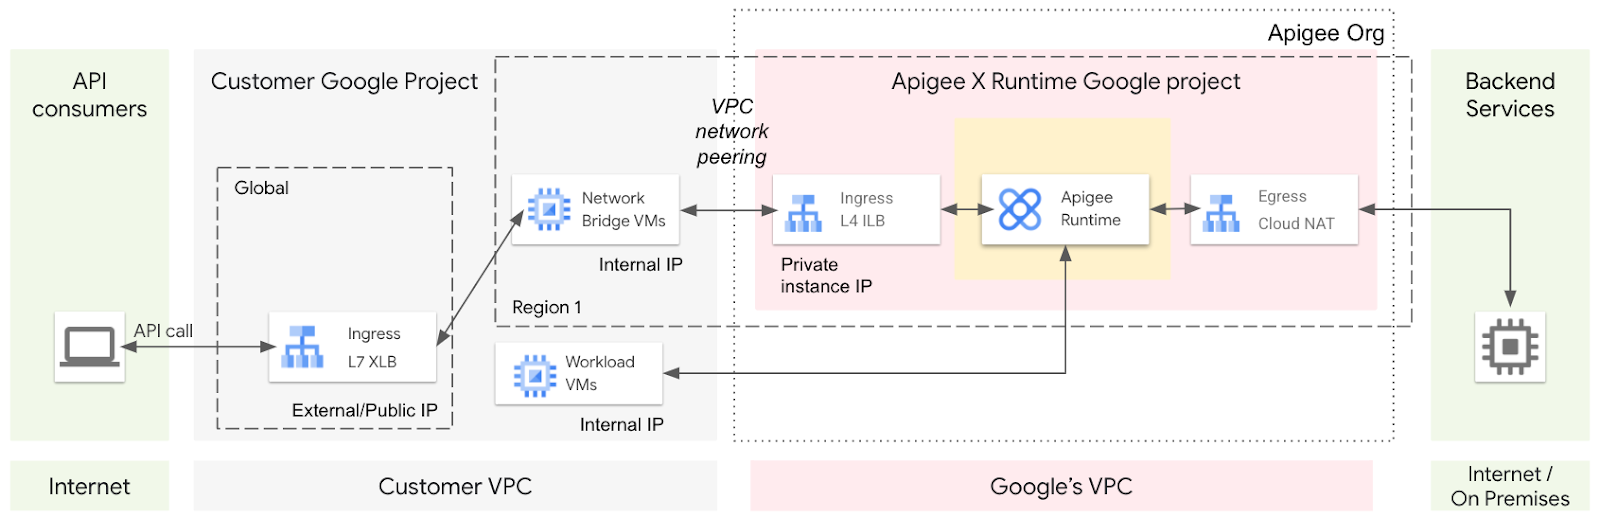 Apigee Org
API
consumers
Customer Google Project
Apigee X Runtime Google project
Backend
Services
VPC
network
peering
Global
Network
Bridge VMs
Internal IP
Region 1
Ingress
L4 ILB
Private
instance IP
Apigee
Runtime
Egress
Cloud NAT
API call
Ingress
L7 XLB
External/Public IP
Workload
VMs
Internal IP
Internet
Customer VPC
Google's VPC
Internet /
On Premises